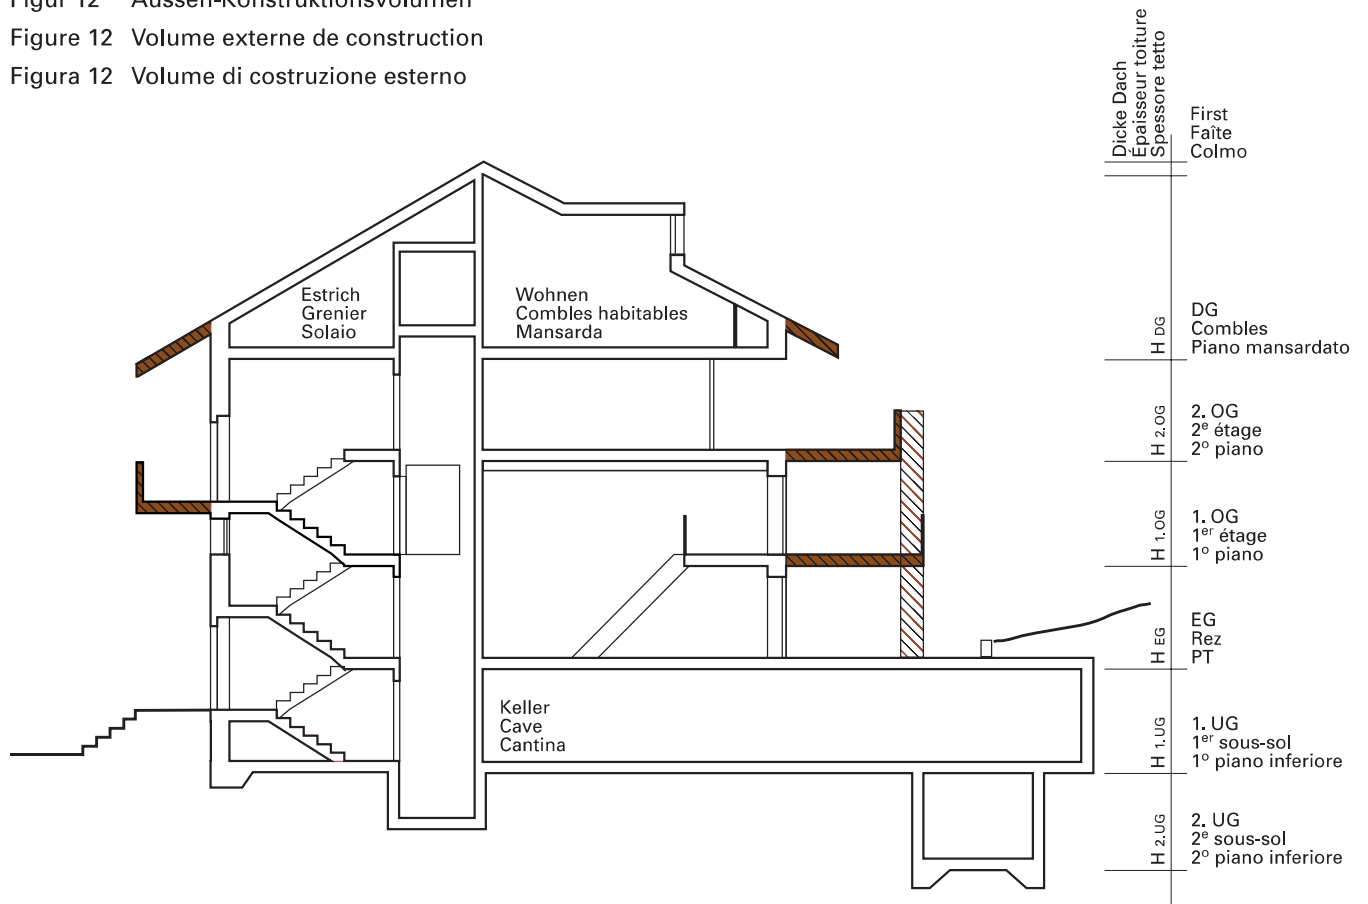 Figur 12 Aussen-Konstruktionsvolumen
Figure 12 Volume externe de construction
Figura 12 Volume di costruzione esterno
Dicke Dach
Épaisseur toiture
Spessore tetto
First
Faîte
Colmo
Estrich
Grenier
Solaio
Wohnen
Combles habitables
Mansarda
H DG
DG
Combles
Piano mansardato
H 2.OG
2. OG
2e étage
2o piano
H 1.OG
1. OG
1er étage
1o piano
H EG
EG
Rez
PT
Keller
Cave
Cantina
H 1.UG
1. UG
1er sous-sol
1o piano inferiore
H 2.UG
2. UG
2e sous-sol
2o piano inferiore